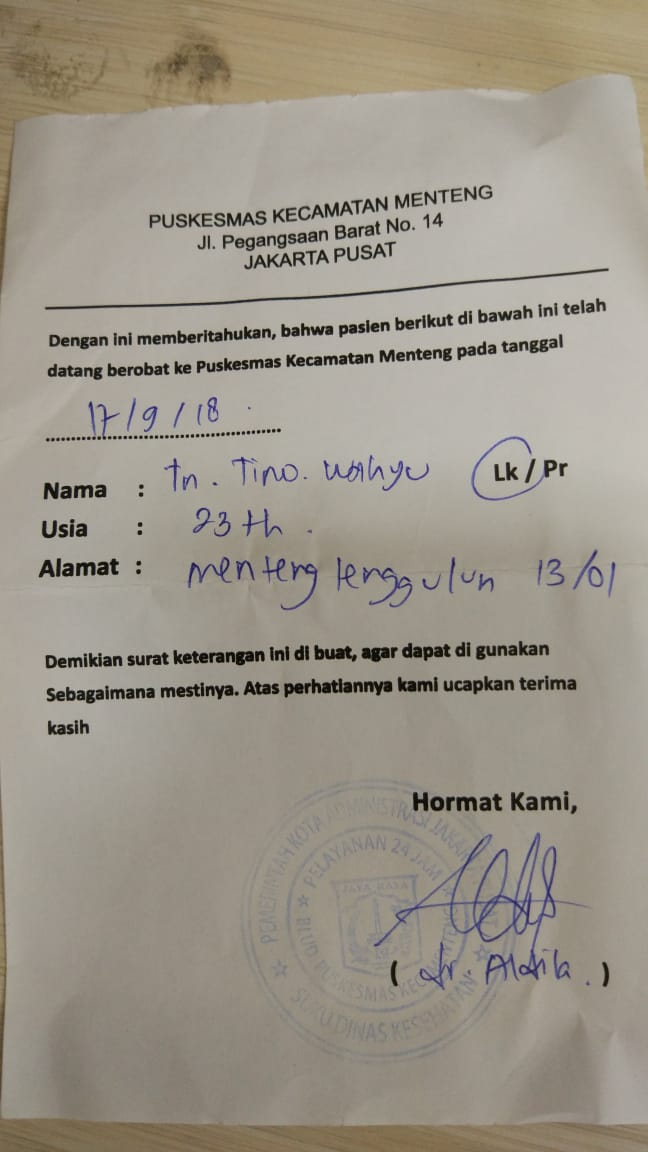 PUSKESMAS KECAMATAN MENTENG
Jl. Pegangsaan Barat No. 14
JAKARTA PUSAT
Dengan ini memberitahukan, bahwa pasien berikut di bawah ini telah
datang berobat ke Puskesmas Kecamatan Menteng pada tanggal
17/9/18
Nama : Tn. Tino. Wahyu Lk / Pr
Usia : 23 th.
Alamat : Menteng tenggulun 13/01
Demikian surat keterangan ini di buat, agar dapat di gunakan
Sebagaimana mestinya. Atas perhatiannya kami ucapkan terima
kasih
Hormat Kami,
( dr. Aldila. )
PEMERINTAH KOTA ADMINISTRASI JAKARTA
PELAYANAN 24 JAM
JAYA RAYA
PUSKESMAS KECAMATAN
SUKU DINAS KESEHATAN